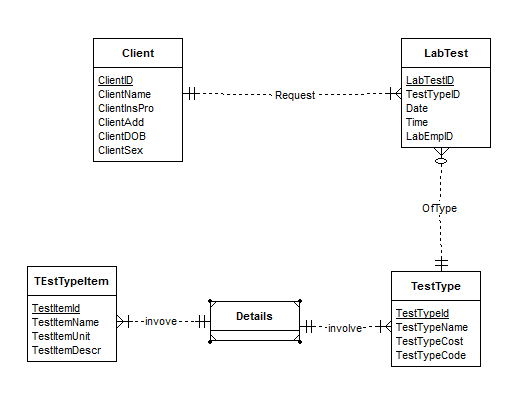 Client
ClientID
ClientName
ClientInsPro
ClientAdd
ClientDOB
ClientSex
Request
LabTest
LabTestID
TestTypeID
Date
Time
LabEmpID
OfType
TEstTypeItem
TestItemId
TestItemName
TestItemUnit
TestItemDescr
invove
Details
involve
TestType
TestTypeId
TestTypeName
TestTypeCost
TestTypeCode